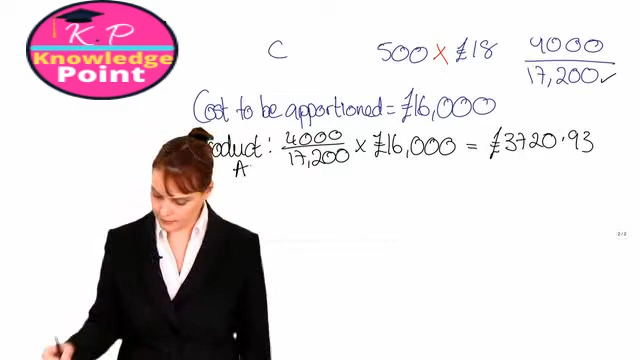 K.P
Knowledge
Point
C 500 × £18 4000
17,200✓
Cost to be apportioned = £16,000
roduct: 4000/17,200 × £16,000 = £3720.93
A
2/2